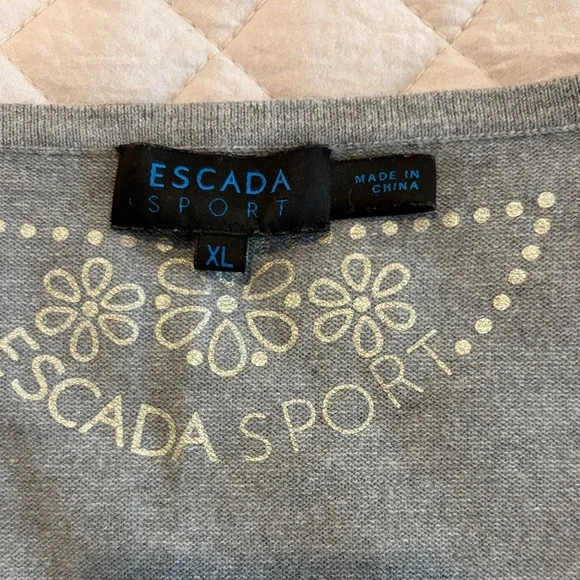 ESCADA
SPORT
MADE IN
CHINA
XL
ESCADA SPORT